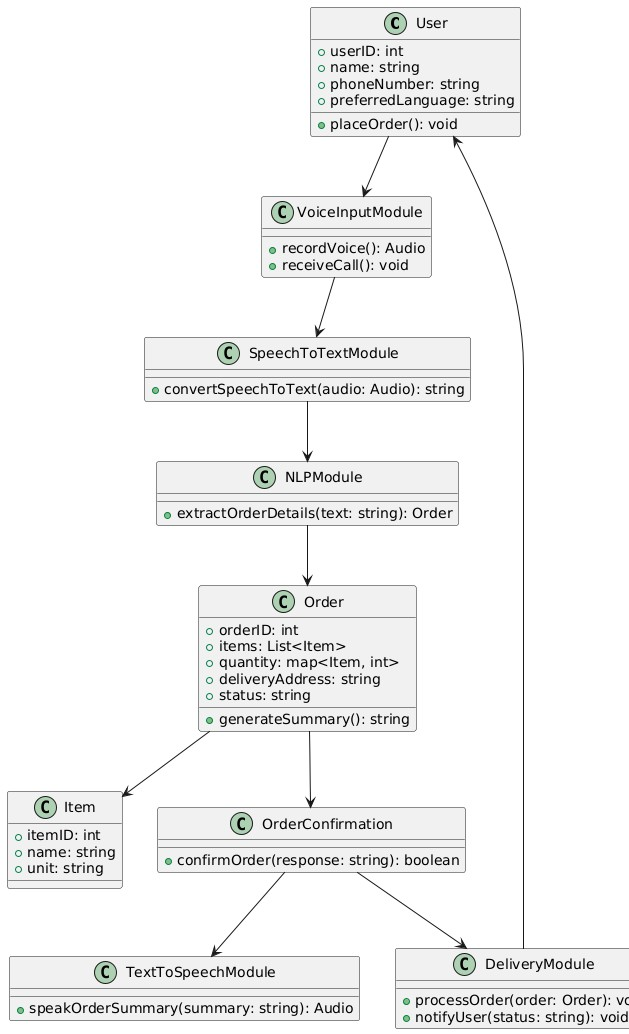 User
userID: int
name: string
phoneNumber: string
preferredLanguage: string
placeOrder(): void
VoiceInputModule
recordVoice(): Audio
receiveCall(): void
SpeechToTextModule
convertSpeechToText(audio: Audio): string
NLPModule
extractOrderDetails(text: string): Order
Order
orderID: int
items: List<Item>
quantity: map<Item, int>
deliveryAddress: string
status: string
generateSummary(): string
Item
itemID: int
name: string
unit: string
OrderConfirmation
confirmOrder(response: string): boolean
TextToSpeechModule
speakOrderSummary(summary: string): Audio
DeliveryModule
processOrder(order: Order):
notifyUser(status: string): void